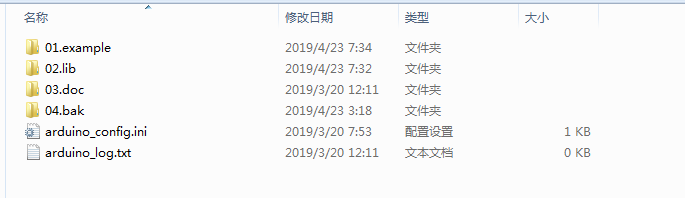 名称 修改日期 类型 大小
01.example 2019/4/23 7:34 文件夹
02.lib 2019/4/23 7:32 文件夹
03.doc 2019/3/20 12:11 文件夹
04.bak 2019/4/23 3:18 文件夹
arduino_config.ini 2019/3/20 7:53 配置设置 1 KB
arduino_log.txt 2019/3/20 12:11 文本文档 0 KB